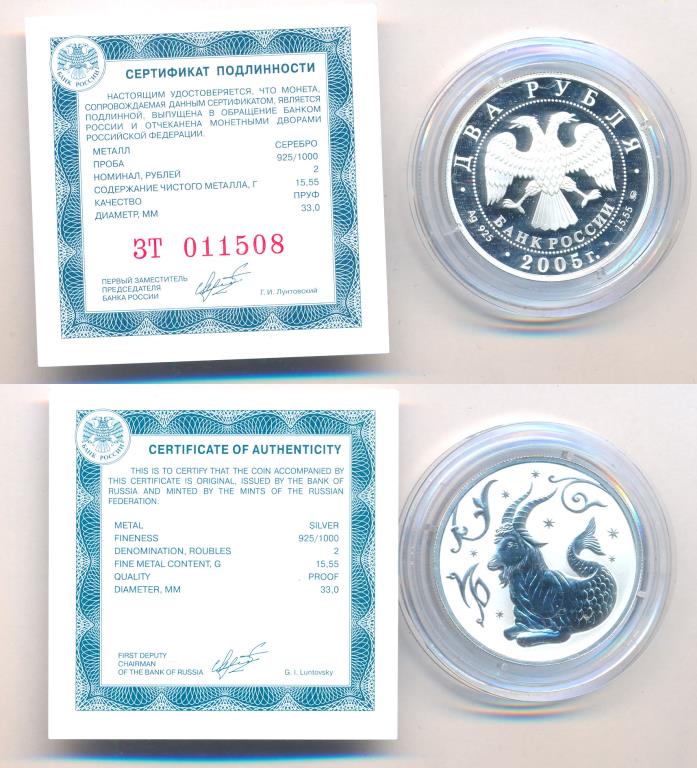 БАНК РОССИИ
СЕРТИФИКАТ ПОДЛИННОСТИ
НАСТОЯЩИМ УДОСТОВЕРЯЕТСЯ, ЧТО МОНЕТА,
СОПРОВОЖДАЕМАЯ ДАННЫМ СЕРТИФИКАТОМ, ЯВЛЯЕТСЯ
ПОДЛИННОЙ, ВЫПУЩЕНА В ОБРАЩЕНИЕ БАНКОМ
РОССИИ И ОТЧЕКАНЕНА МОНЕТНЫМИ ДВОРАМИ
РОССИЙСКОЙ ФЕДЕРАЦИИ.
МЕТАЛЛ СЕРЕБРО
ПРОБА 925/1000
НОМИНАЛ, РУБЛЕЙ 2
СОДЕРЖАНИЕ ЧИСТОГО МЕТАЛЛА, Г 15,55
КАЧЕСТВО ПРУФ
ДИАМЕТР, ММ 33,0
ЗТ 011508
ПЕРВЫЙ ЗАМЕСТИТЕЛЬ
ПРЕДСЕДАТЕЛЯ
БАНКА РОССИИ
Г. И. Лунтовский
ДВА РУБЛЯ
БАНК РОССИИ
Ag 925
15,55
2005г.
БАНК РОССИИ
CERTIFICATE OF AUTHENTICITY
THIS IS TO CERTIFY THAT THE COIN ACCOMPANIED BY
THIS CERTIFICATE IS ORIGINAL, ISSUED BY THE BANK OF
RUSSIA AND MINTED BY THE MINTS OF THE RUSSIAN
FEDERATION.
METAL SILVER
FINENESS 925/1000
DENOMINATION, ROUBLES 2
FINE METAL CONTENT, G 15,55
QUALITY PROOF
DIAMETER, MM 33,0
FIRST DEPUTY
CHAIRMAN
OF THE BANK OF RUSSIA
G. I. Luntovsky